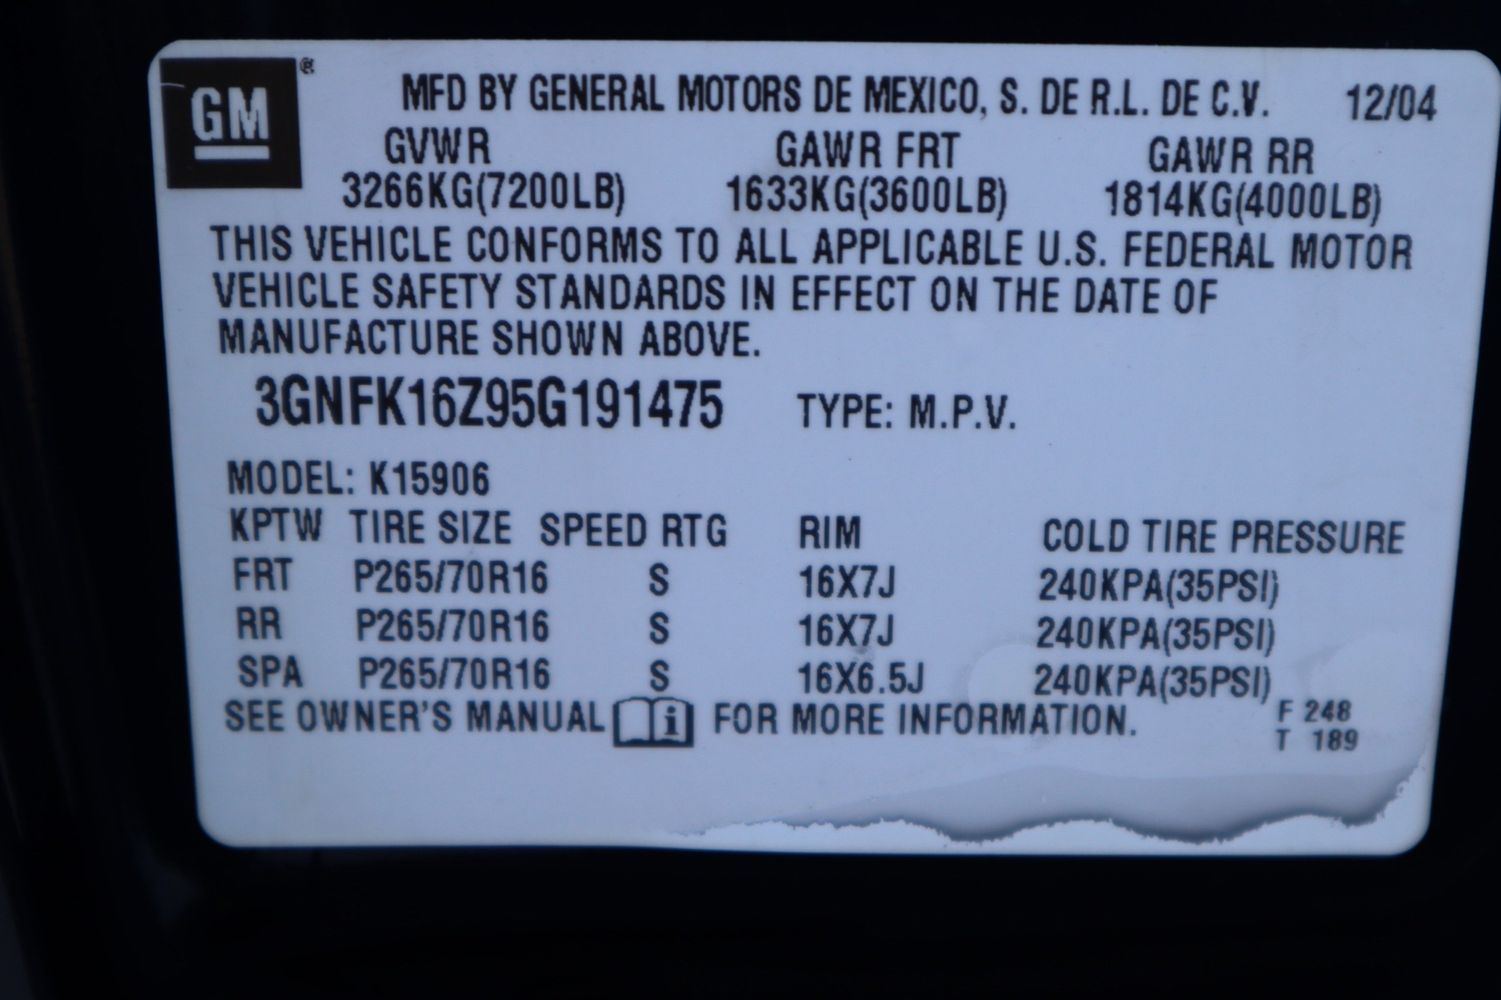 GM ®
MFD BY GENERAL MOTORS DE MEXICO, S. DE R.L. DE C.V. 12/04
GVWR GAWR FRT GAWR RR
3266KG(7200LB) 1633KG(3600LB) 1814KG(4000LB)
THIS VEHICLE CONFORMS TO ALL APPLICABLE U.S. FEDERAL MOTOR
VEHICLE SAFETY STANDARDS IN EFFECT ON THE DATE OF
MANUFACTURE SHOWN ABOVE.
3GNFK16Z95G191475 TYPE: M.P.V.
MODEL: K15906
KPTW TIRE SIZE SPEED RTG RIM COLD TIRE PRESSURE
FRT P265/70R16 S 16X7J 240KPA(35PSI)
RR P265/70R16 S 16X7J 240KPA(35PSI)
SPA P265/70R16 S 16X6.5J 240KPA(35PSI)
SEE OWNER'S MANUAL i FOR MORE INFORMATION. F 248
T 189